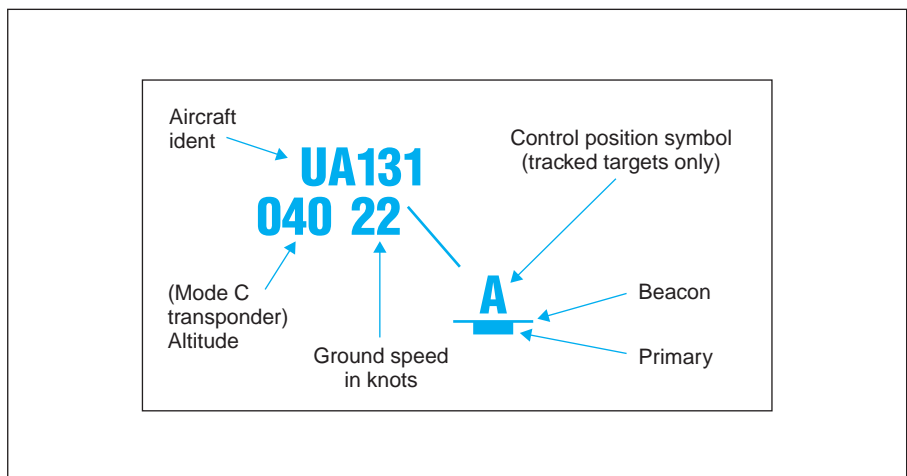 Aircraft
ident
UA131
040 22
(Mode C
transponder)
Altitude
Ground speed
in knots
Control position symbol
(tracked targets only)
A
Beacon
Primary